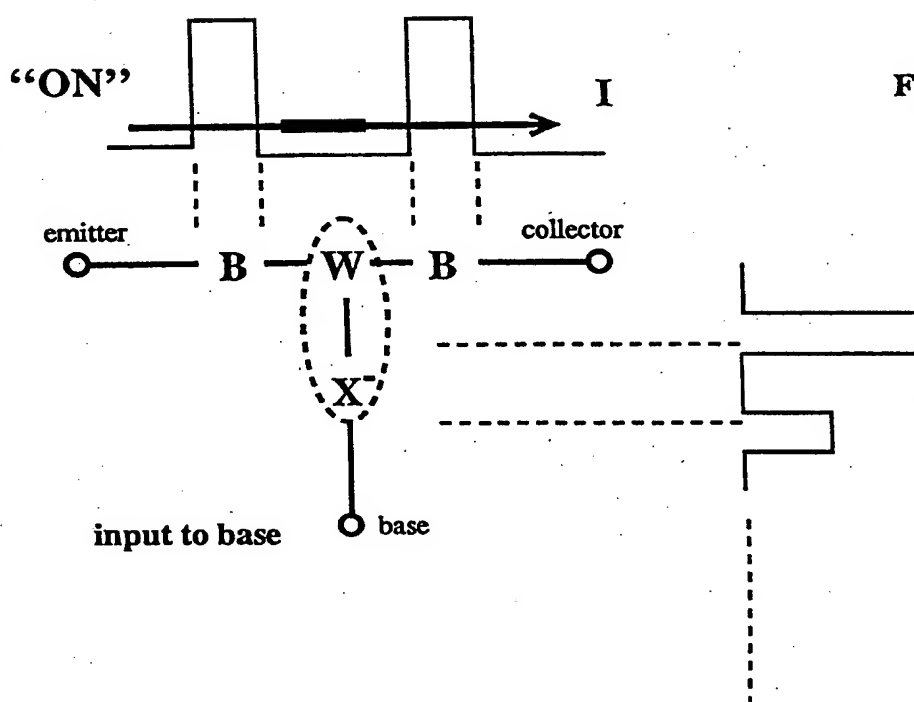 “ON”
I
F
emitter
collector
B
W
B
X⁻
input to base
base